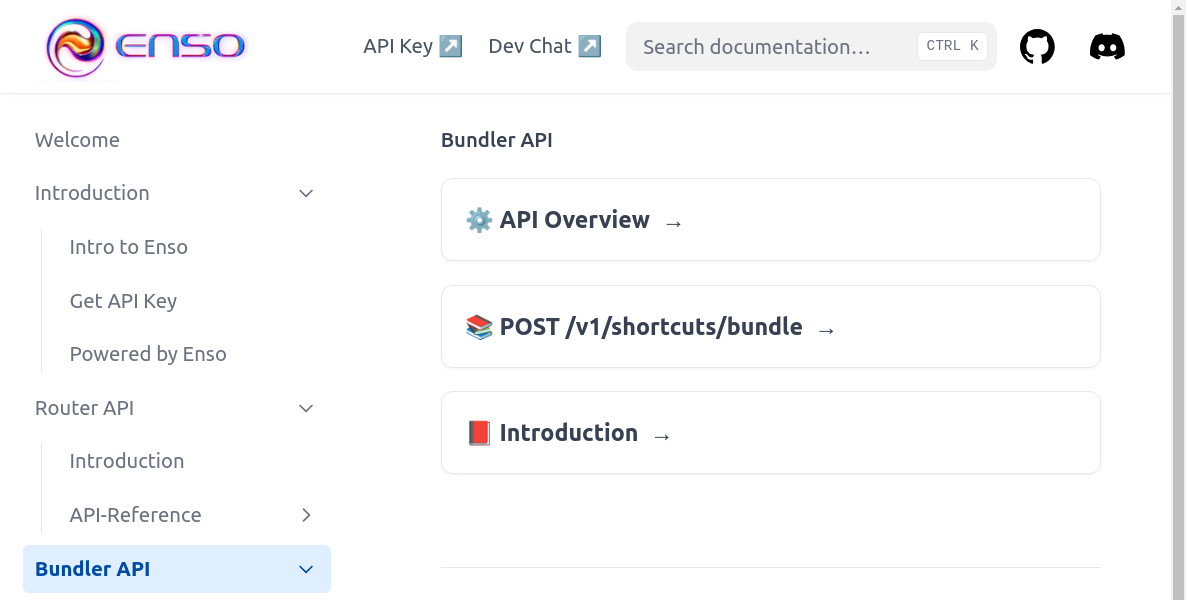 ENSO
API Key ↗
Dev Chat ↗
Search documentation…
CTRL K
Welcome
Introduction
Intro to Enso
Get API Key
Powered by Enso
Router API
Introduction
API-Reference
Bundler API
Bundler API
⚙️ API Overview →
📚 POST /v1/shortcuts/bundle →
📕 Introduction →